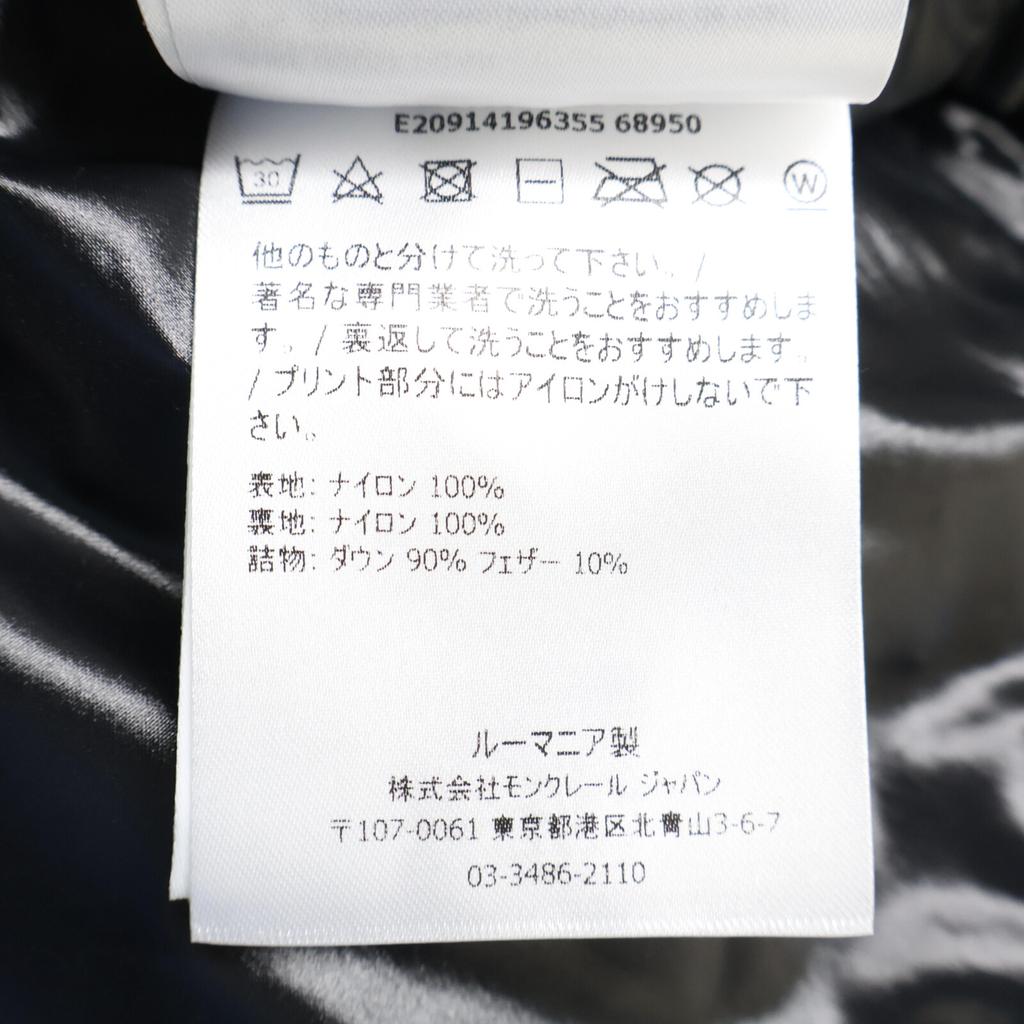 E20914196355 68950
30
W
他のものと分けて洗って下さい。/
著名な専門業者で洗うことをおすすめしま
す。/ 裏返して洗うことをおすすめします。
/ プリント部分にはアイロンがけしないで下
さい。
表地: ナイロン 100%
裏地: ナイロン 100%
詰物: ダウン 90% フェザー 10%
ルーマニア製
株式会社モンクレール ジャパン
〒107-0061 東京都港区北青山3-6-7
03-3486-2110